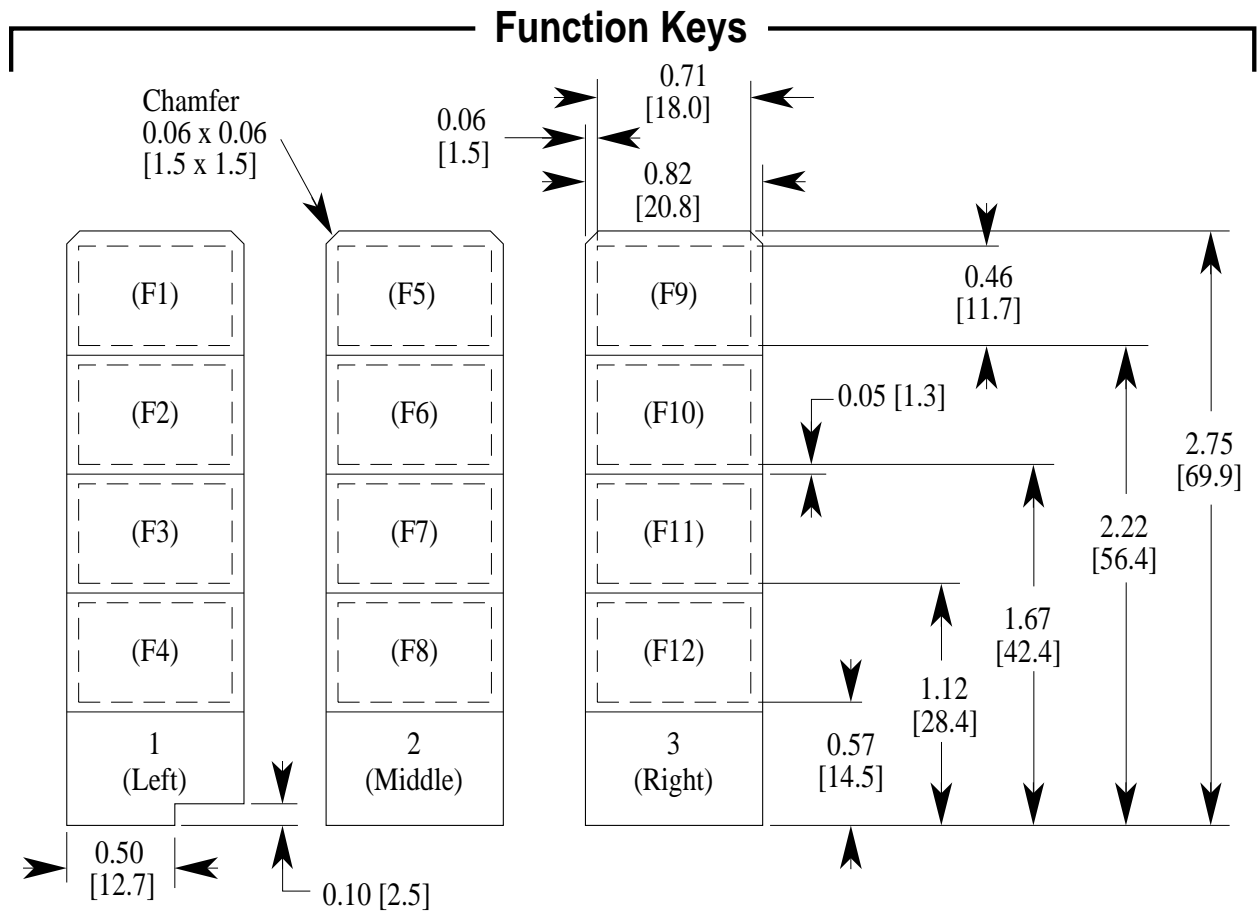 Function Keys
Chamfer
0.06 x 0.06
[1.5 x 1.5]
0.06
[1.5]
0.71
[18.0]
0.82
[20.8]
(F1)
(F5)
(F9)
0.46
[11.7]
(F2)
(F6)
(F10)
0.05 [1.3]
2.75
[69.9]
(F3)
(F7)
(F11)
2.22
[56.4]
(F4)
(F8)
(F12)
1.67
[42.4]
1.12
[28.4]
1
(Left)
2
(Middle)
3
(Right)
0.57
[14.5]
0.50
[12.7]
0.10 [2.5]